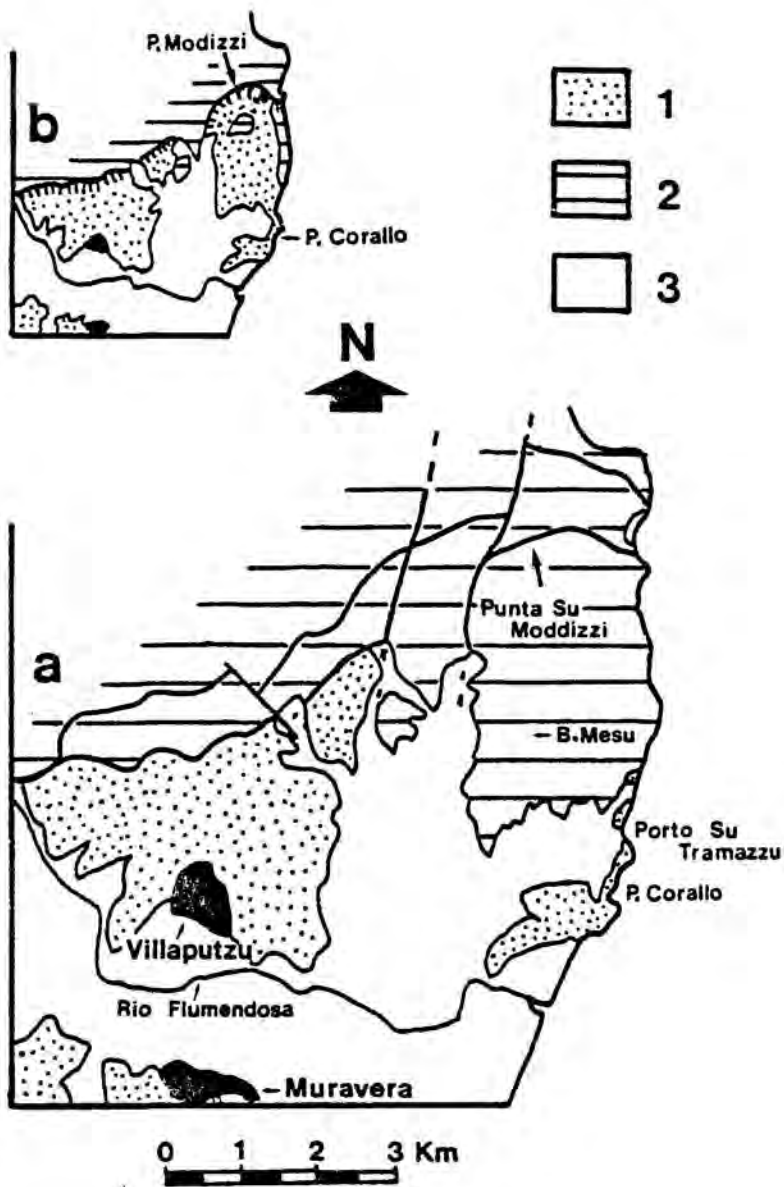 P. Modizzi
b
P. Corallo
1
2
3
N
a
Punta Su
Moddizzi
B. Mesu
Porto Su
Tramazzu
P. Corallo
Villaputzu
Rio Flumendosa
Muravera
0 1 2 3 Km